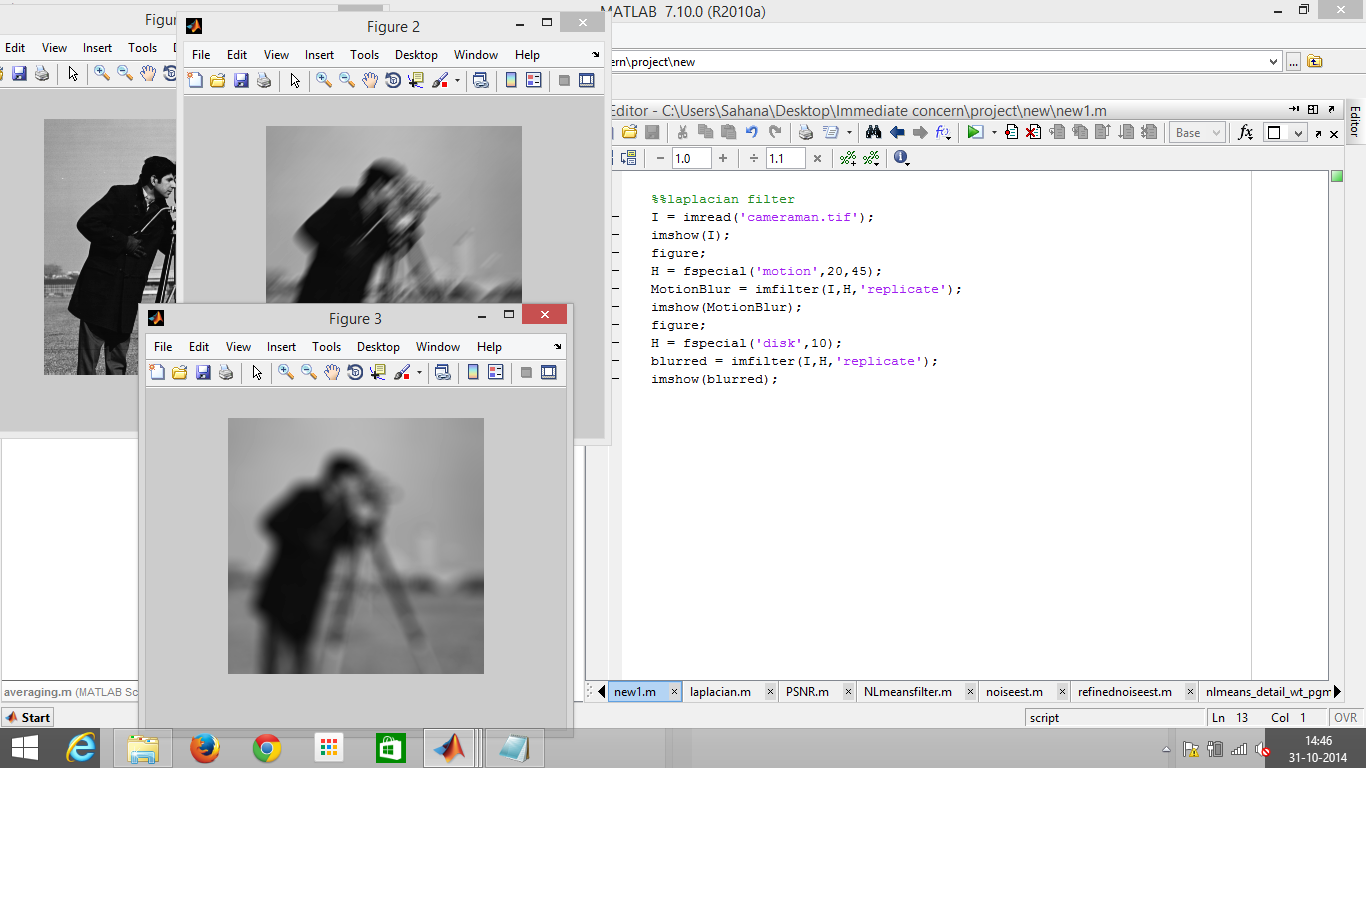 MATLAB 7.10.0 (R2010a)
Figure 2
Edit View Insert Tools
File Edit View Insert Tools Desktop Window Help
ern\project\new
...
Editor - C:\Users\Sahana\Desktop\Immediate concern\project\new\new1.m
Editor
Base
fx
− 1.0 + ÷ 1.1 ×
%%laplacian filter
I = imread('cameraman.tif');
imshow(I);
figure;
H = fspecial('motion',20,45);
MotionBlur = imfilter(I,H,'replicate');
imshow(MotionBlur);
figure;
H = fspecial('disk',10);
blurred = imfilter(I,H,'replicate');
imshow(blurred);
Figure 3
File Edit View Insert Tools Desktop Window Help
averaging.m (MATLAB Sc
new1.m laplacian.m PSNR.m NLmeansfilter.m noiseest.m refinednoiseest.m nlmeans_detail_wt_pgm
Start
script Ln 13 Col 1 OVR
14:46
31-10-2014